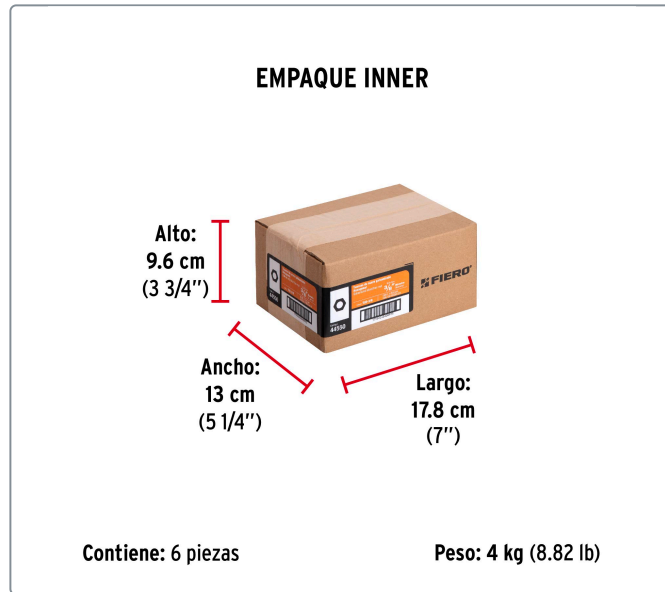 EMPAQUE INNER
Alto:
9.6 cm
(3 3/4")
FIERO
44550
Ancho:
13 cm
(5 1/4")
Largo:
17.8 cm
(7")
Contiene: 6 piezas
Peso: 4 kg (8.82 lb)